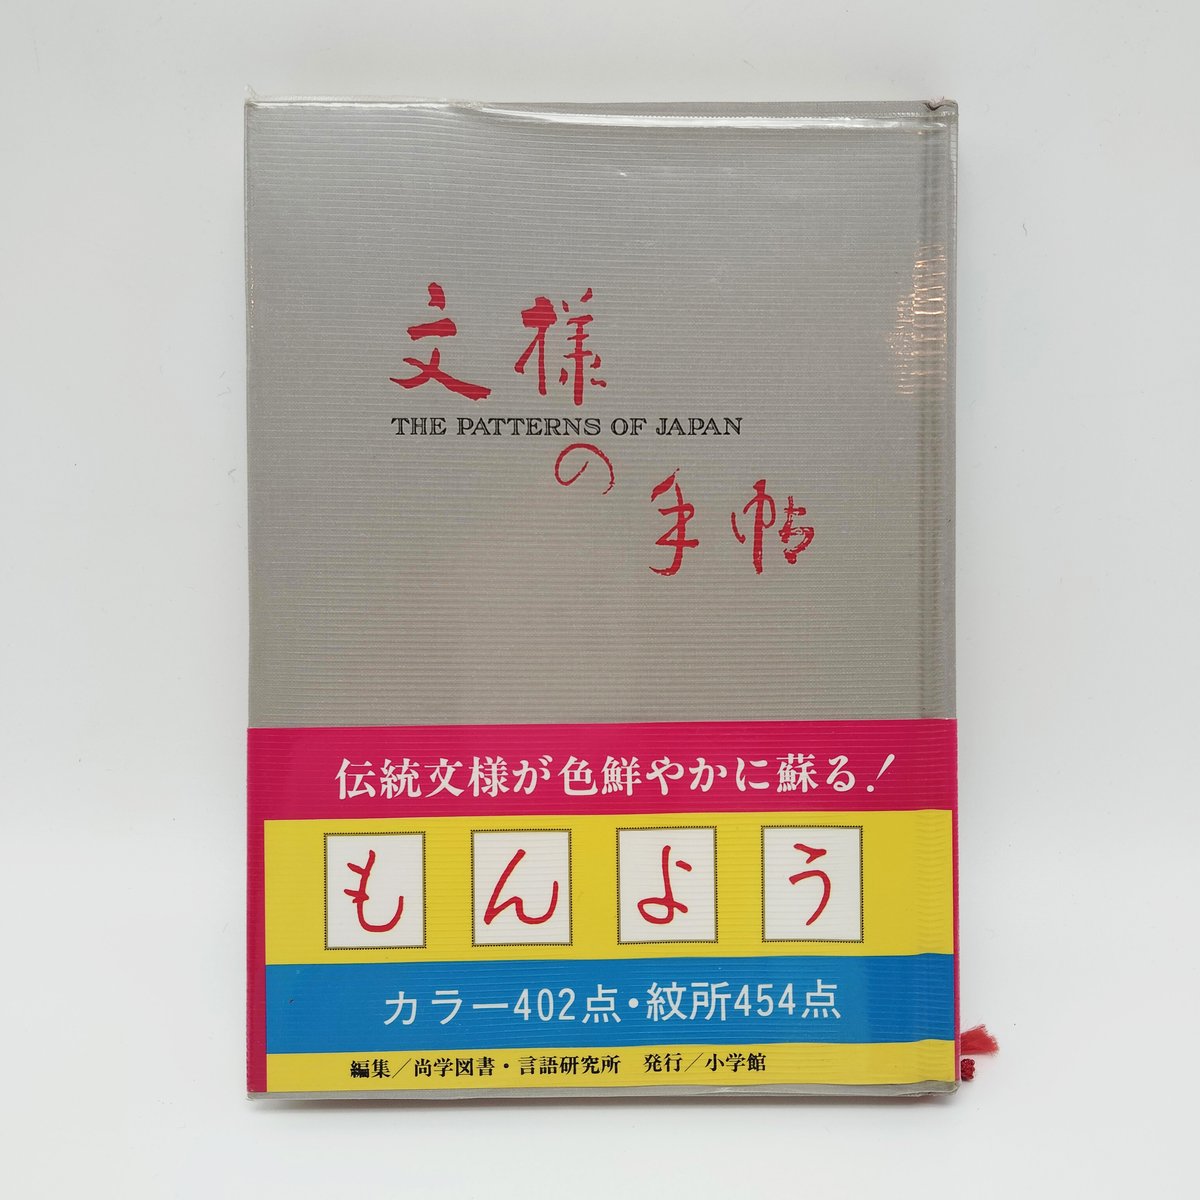 文様
THE PATTERNS OF JAPAN
の
手帖
伝統文様が色鮮やかに蘇る!
もんよう
カラー402点・紋所454点
編集/尚学図書・言語研究所 発行/小学館